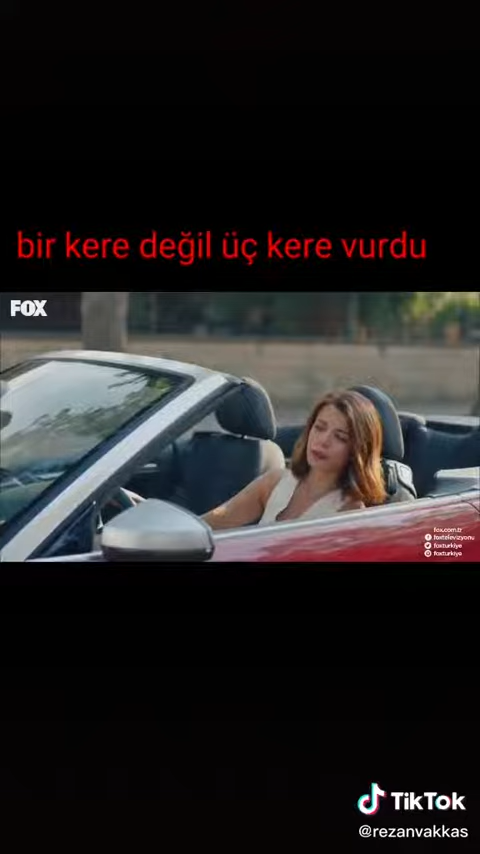 bir kere değil üç kere vurdu
FOX
fox.com.tr
foxtelevizyonu
foxturkiye
foxturkiye
TikTok
@rezanvakkas